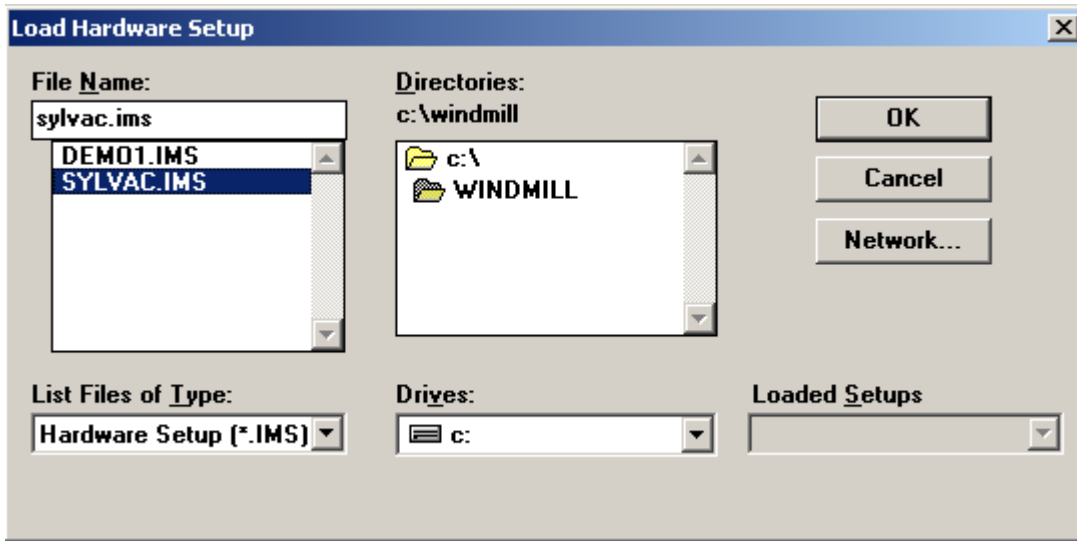 Load Hardware Setup
File Name:
sylvac.ims
DEMO1.IMS
SYLVAC.IMS
List Files of Type:
Hardware Setup (*.IMS)
Directories:
c:\windmill
c:\
WINDMILL
Drives:
c:
OK
Cancel
Network...
Loaded Setups